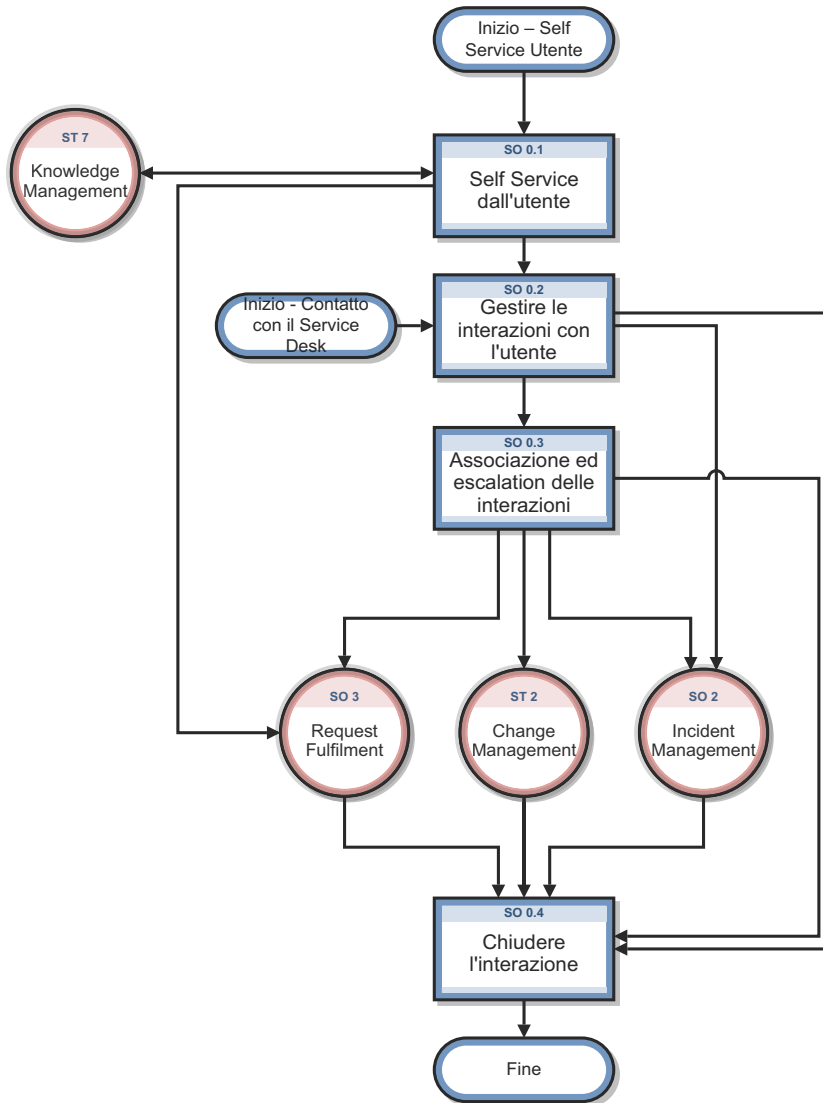 Inizio – Self
Service Utente
SO 0.1
Self Service
dall'utente
ST 7
Knowledge
Management
SO 0.2
Gestire le
interazioni con
l'utente
Inizio - Contatto
con il Service
Desk
SO 0.3
Associazione ed
escalation delle
interazioni
SO 3
Request
Fulfilment
ST 2
Change
Management
SO 2
Incident
Management
SO 0.4
Chiudere
l'interazione
Fine